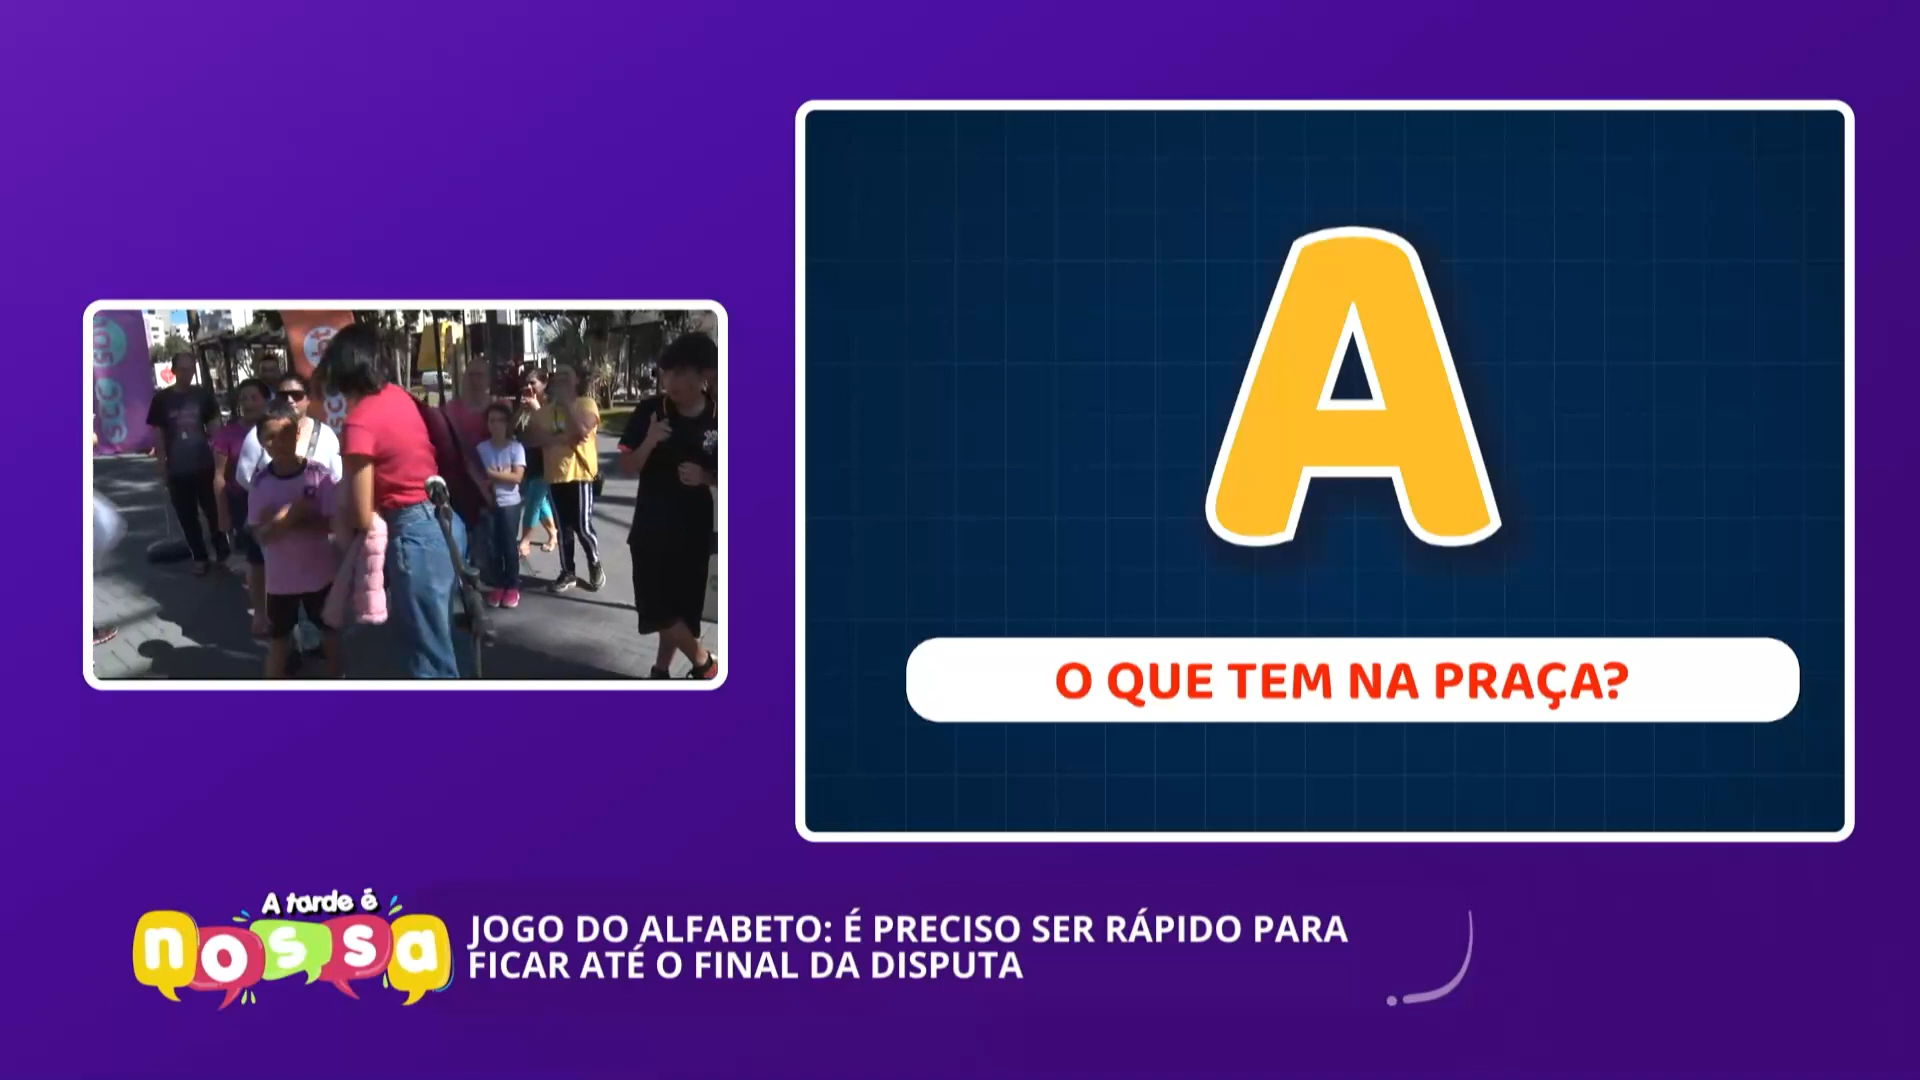 A
O QUE TEM NA PRAÇA?
A tarde é
nossa
JOGO DO ALFABETO: É PRECISO SER RÁPIDO PARA
FICAR ATÉ O FINAL DA DISPUTA